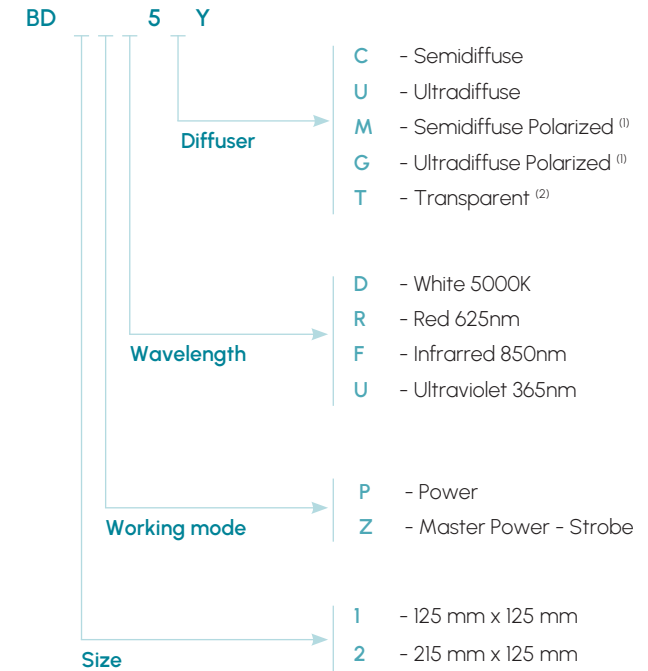 BD _ _ _ 5 _ Y
C - Semidiffuse
U - Ultradiffuse
M - Semidiffuse Polarized (1)
G - Ultradiffuse Polarized (1)
T - Transparent (2)
Diffuser
D - White 5000K
R - Red 625nm
F - Infrarred 850nm
U - Ultraviolet 365nm
Wavelength
P - Power
Z - Master Power - Strobe
Working mode
1 - 125 mm x 125 mm
2 - 215 mm x 125 mm
Size